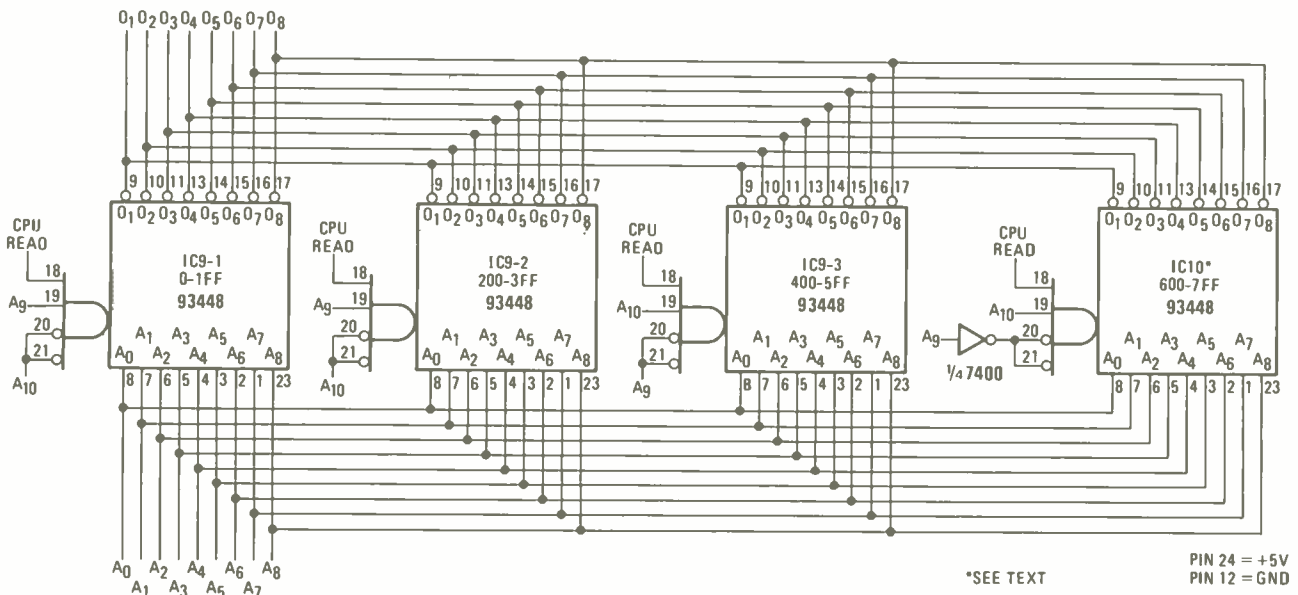 O1 O2 O3 O4 O5 O6 O7 O8
9 10 11 13 14 15 16 17
O1 O2 O3 O4 O5 O6 O7 O8
CPU
READ
18
A9 19
20
21
A10
IC9-1
0-1FF
93448
A1 A3 A5 A7
A0 A2 A4 A6 A8
8 7 6 5 4 3 2 1 23
9 10 11 13 14 15 16 17
O1 O2 O3 O4 O5 O6 O7 O8
CPU
READ
18
A9 19
20
21
A10
IC9-2
200-3FF
93448
A1 A3 A5 A7
A0 A2 A4 A6 A8
8 7 6 5 4 3 2 1 23
9 10 11 13 14 15 16 17
O1 O2 O3 O4 O5 O6 O7 O8
CPU
READ
18
A10 19
20
21
A9
IC9-3
400-5FF
93448
A1 A3 A5 A7
A0 A2 A4 A6 A8
8 7 6 5 4 3 2 1 23
9 10 11 13 14 15 16 17
O1 O2 O3 O4 O5 O6 O7 O8
CPU
READ
18
A10 19
A9 20
21
¼ 7400
IC10*
600-7FF
93448
A1 A3 A5 A7
A0 A2 A4 A6 A8
8 7 6 5 4 3 2 1 23
A0 A2 A4 A6 A8
A1 A3 A5 A7
*SEE TEXT
PIN 24 = +5V
PIN 12 = GND